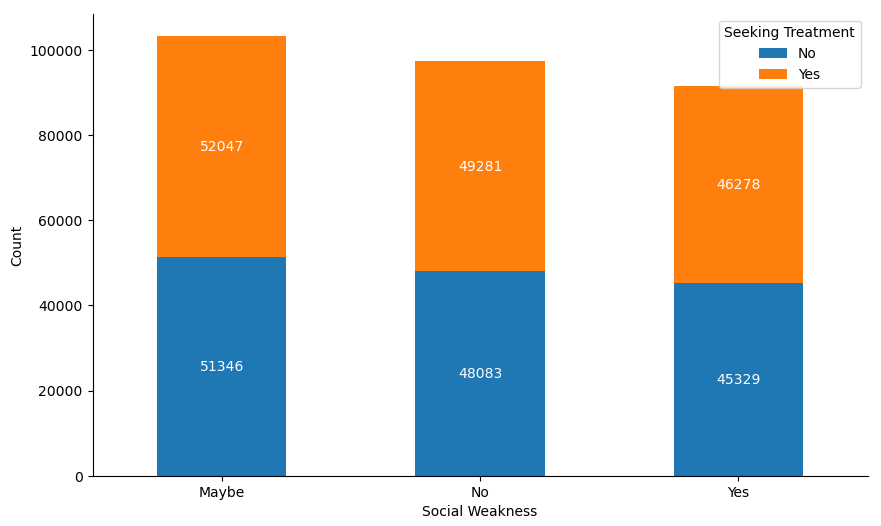 Seeking Treatment
No
Yes
100000
80000
60000
40000
20000
0
Count
52047
49281
46278
51346
48083
45329
Maybe
No
Yes
Social Weakness